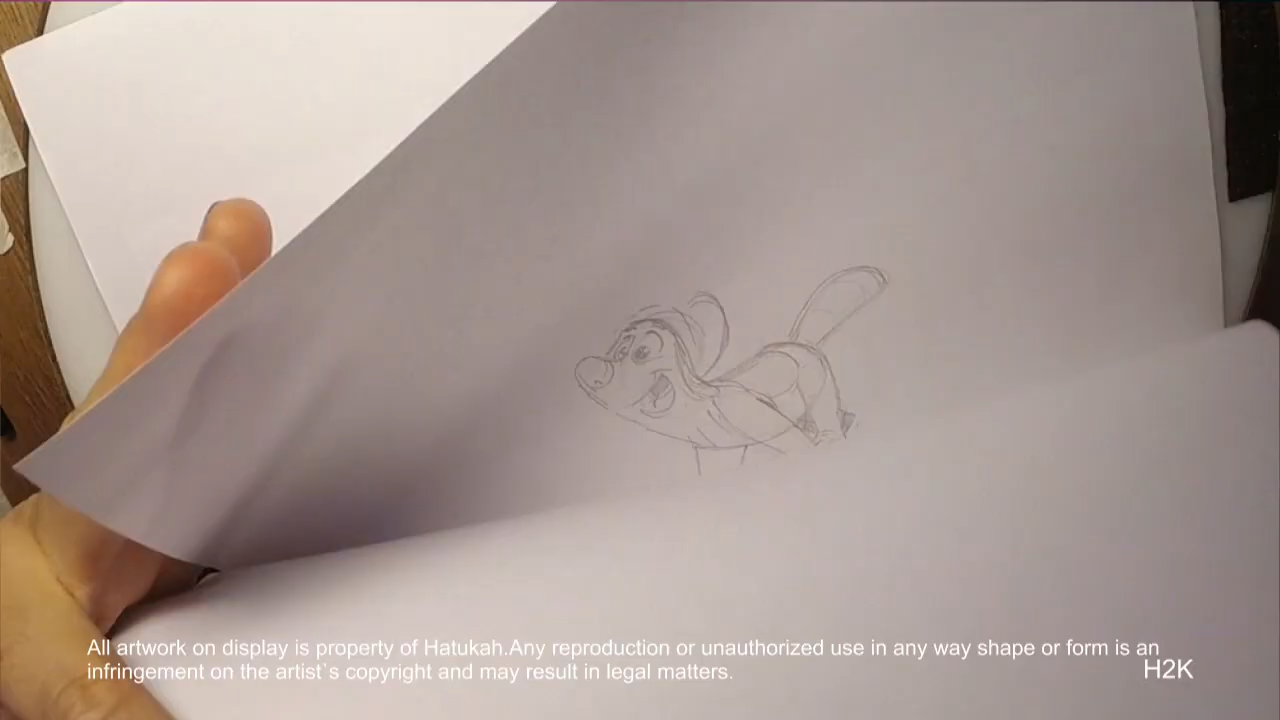 All artwork on display is property of Hatukah.Any reproduction or unauthorized use in any way shape or form is an
infringement on the artist`s copyright and may result in legal matters.
H2K